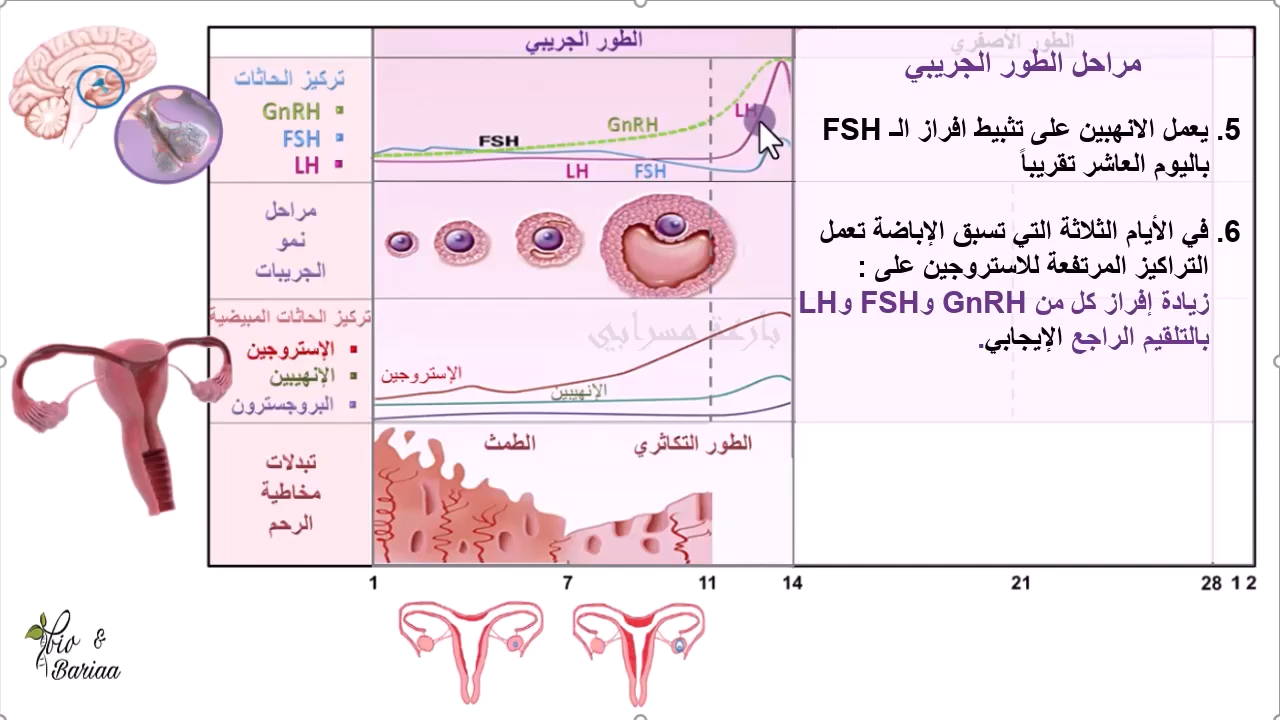 الطور الجريبي
الطور الأصفري
مراحل الطور الجريبي
تركيز الحاثات
GnRH
FSH
LH
GnRH
LH
FSH
LH
FSH
5. يعمل الانهبين على تثبيط افراز الـ FSH
باليوم العاشر تقريباً
6. في الأيام الثلاثة التي تسبق الإباضة تعمل
التراكيز المرتفعة للاستروجين على :
زيادة إفراز كل من GnRH وFSH وLH
بالتلقيم الراجع الإيجابي.
مراحل
نمو
الجريبات
تركيز الحاثات المبيضية
الإستروجين
الإنهيبين
البروجسترون
بارعة مسرابي
الإستروجين
الإنهيبين
تبدلات
مخاطية
الرحم
الطمث
الطور التكاثري
1 7 11 14 21 28 1 2
bio &
Bariaa